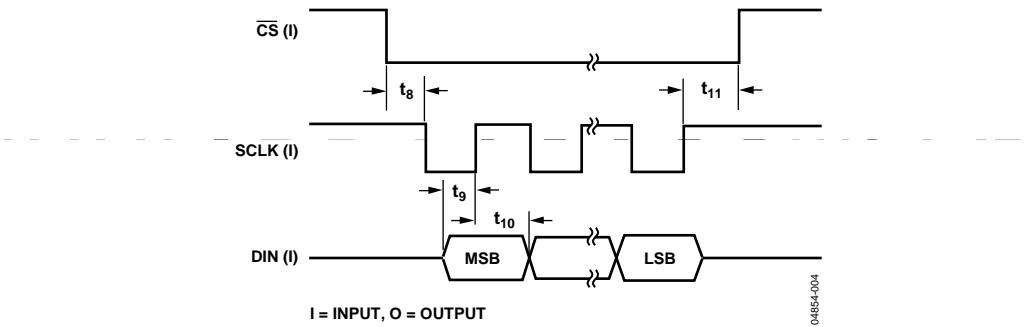 CS (I)
t8
t11
SCLK (I)
t9
t10
DIN (I)
MSB
LSB
I = INPUT, O = OUTPUT
04854-004